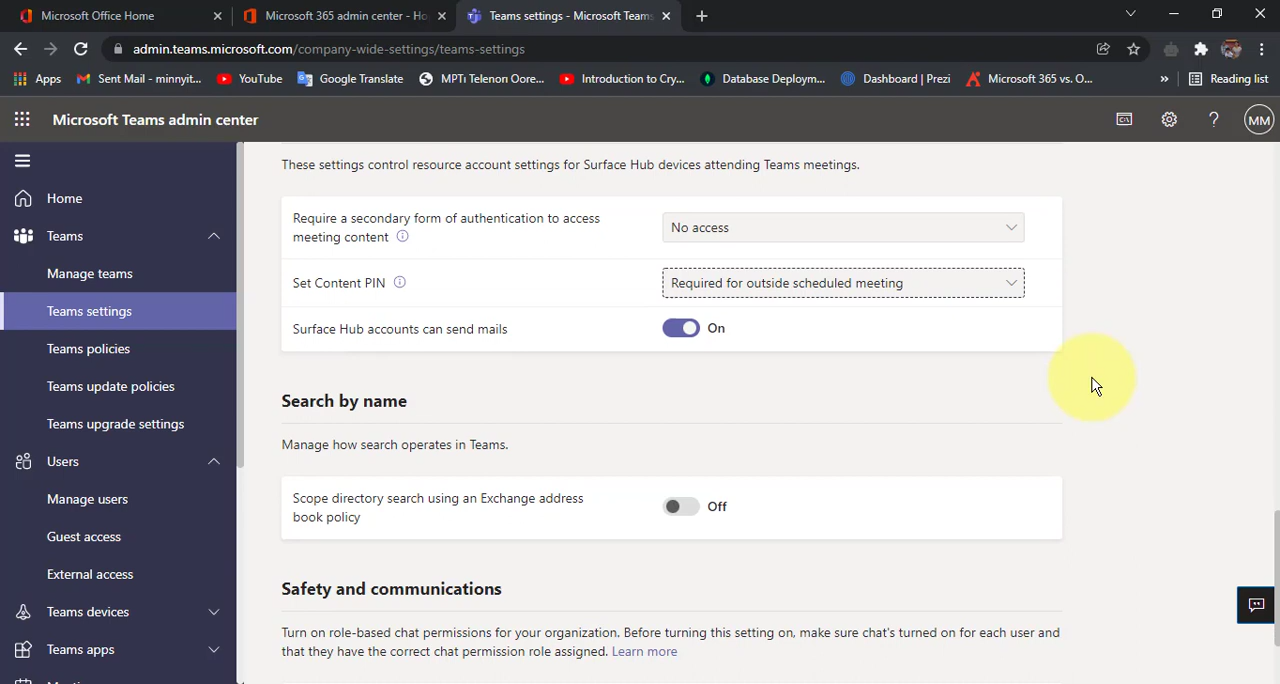 Microsoft Office Home
Microsoft 365 admin center - Ho
Teams settings - Microsoft Teams
admin.teams.microsoft.com/company-wide-settings/teams-settings
Apps
Sent Mail - minnyit...
YouTube
Google Translate
MPTi Telenon Oore...
Introduction to Cry...
Database Deploym...
Dashboard | Prezi
Microsoft 365 vs. O...
»
Reading list
Microsoft Teams admin center
?
MM
Home
Teams
Manage teams
Teams settings
Teams policies
Teams update policies
Teams upgrade settings
Users
Manage users
Guest access
External access
Teams devices
Teams apps
These settings control resource account settings for Surface Hub devices attending Teams meetings.
Require a secondary form of authentication to access
meeting content
No access
Set Content PIN
Required for outside scheduled meeting
Surface Hub accounts can send mails
On
Search by name
Manage how search operates in Teams.
Scope directory search using an Exchange address
book policy
Off
Safety and communications
Turn on role-based chat permissions for your organization. Before turning this setting on, make sure chat's turned on for each user and
that they have the correct chat permission role assigned. Learn more